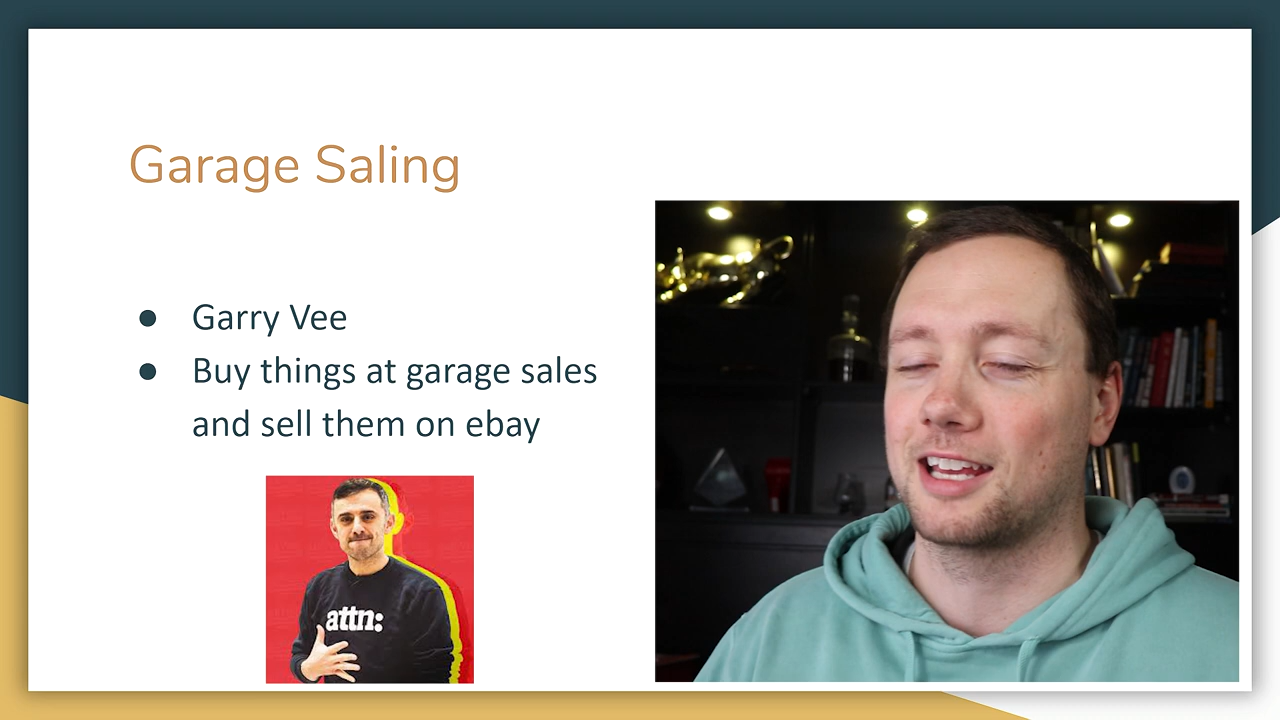 Garage Saling
● Garry Vee
● Buy things at garage sales
and sell them on ebay
attn: